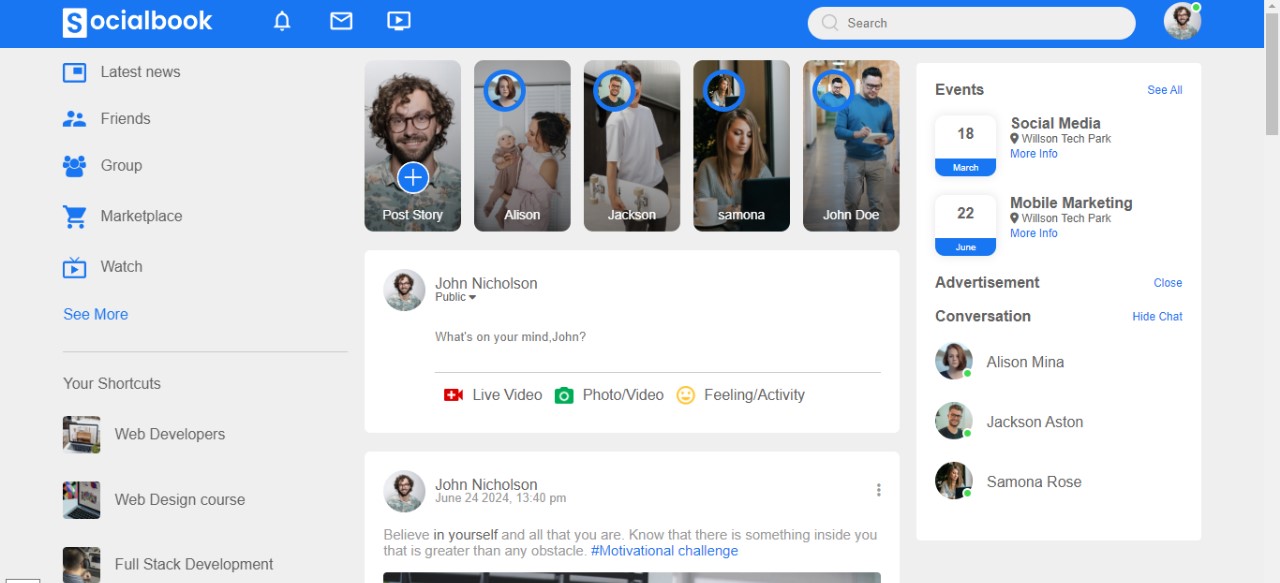 Socialbook
Search
Latest news
Friends
Group
Marketplace
Watch
See More
Your Shortcuts
Web Developers
Web Design course
Full Stack Development
Post Story
Alison
Jackson
samona
John Doe
John Nicholson
Public
What's on your mind,John?
Live Video
Photo/Video
Feeling/Activity
John Nicholson
June 24 2024, 13:40 pm
Believe in yourself and all that you are. Know that there is something inside you
that is greater than any obstacle. #Motivational challenge
Events
See All
18
March
Social Media
Willson Tech Park
More Info
22
June
Mobile Marketing
Willson Tech Park
More Info
Advertisement
Close
Conversation
Hide Chat
Alison Mina
Jackson Aston
Samona Rose